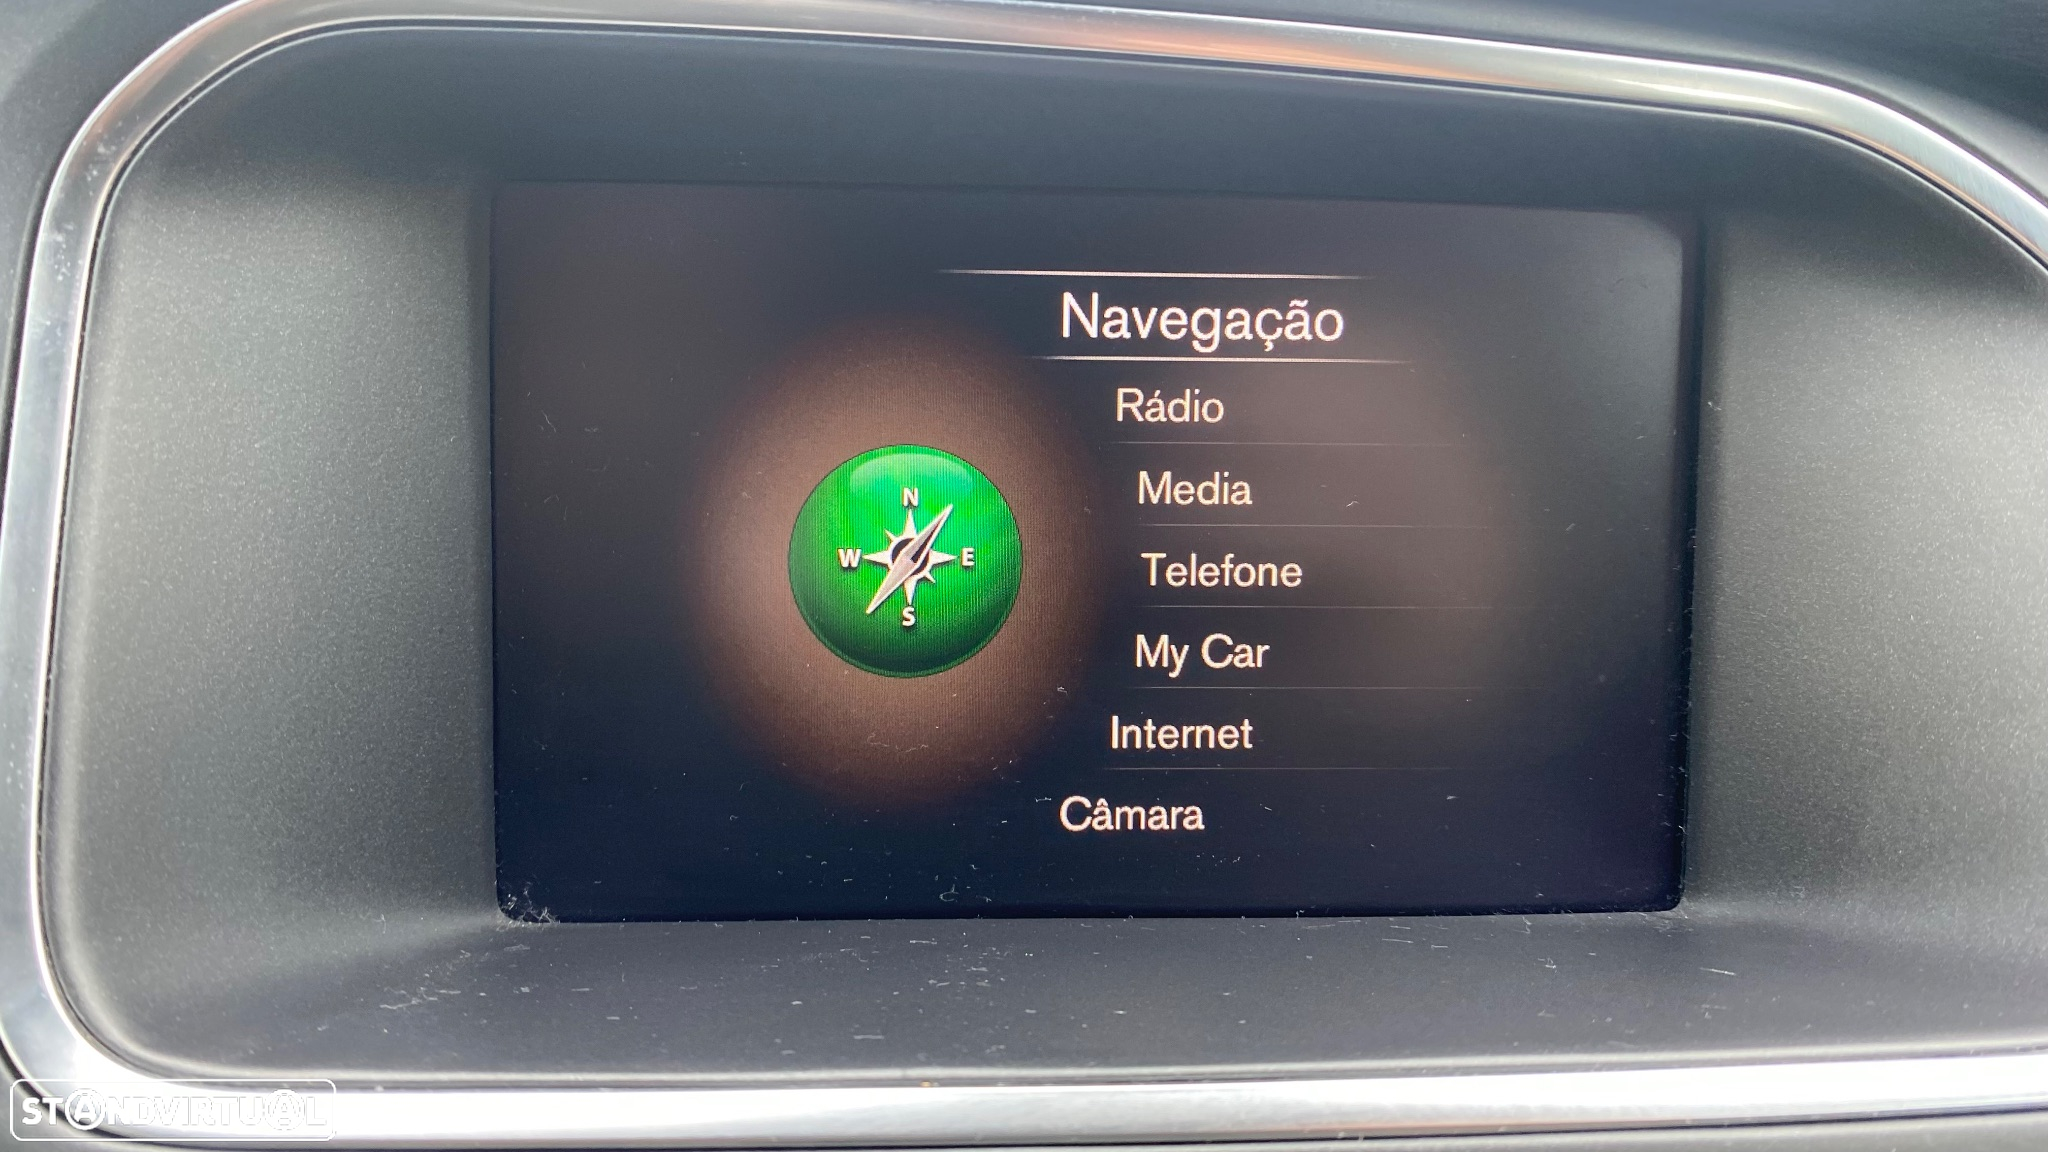 Navegação
Rádio
Media
Telefone
My Car
Internet
Câmara
N
W E
S
STANDVIRTUAL